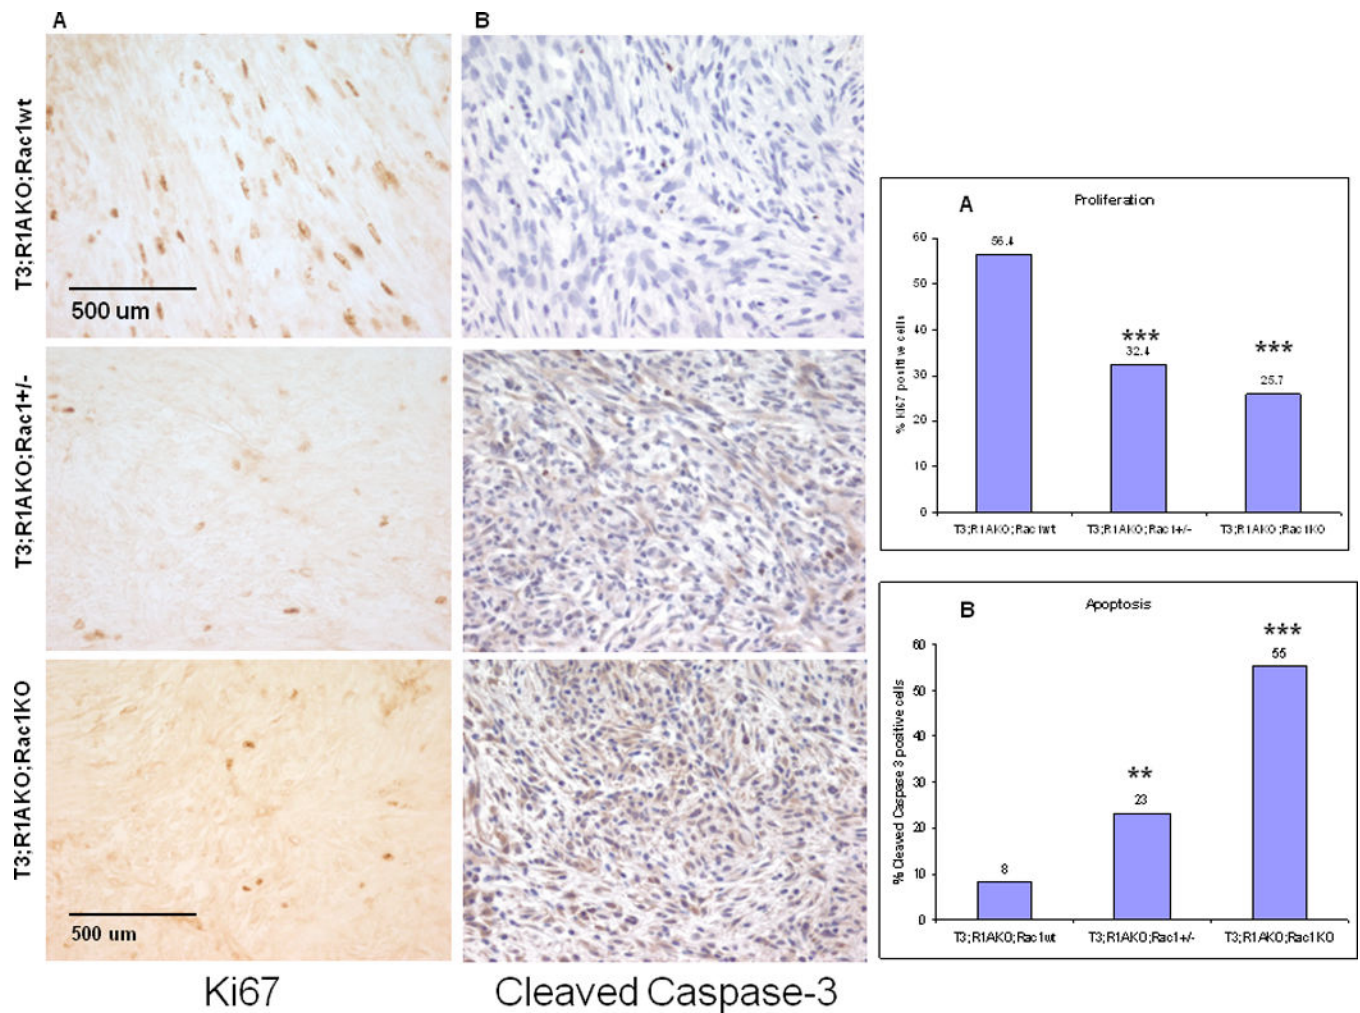 A
B
T3;R1AKO;Rac1wt
500 um
T3;R1AKO;Rac1+/-
T3;R1AKO;Rac1KO
500 um
Ki67
Cleaved Caspase-3
A
Proliferation
% Ki67 positive cells
60
50
40
30
20
10
0
56.4
***
32.4
***
25.7
T3;R1AKO;Rac1wt
T3;R1AKO;Rac1+/-
T3;R1AKO;Rac1KO
B
Apoptosis
% Cleaved Caspase 3 positive cells
60
50
40
30
20
10
0
8
**
23
***
55
T3;R1AKO;Rac1wt
T3;R1AKO;Rac1+/-
T3;R1AKO;Rac1KO